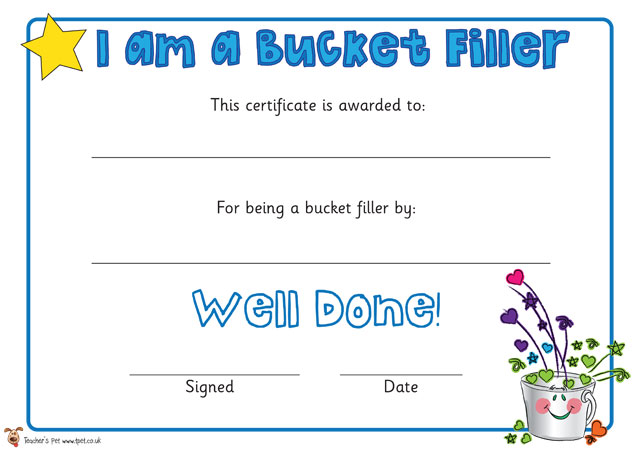 I am a Bucket Filler
This certificate is awarded to:
For being a bucket filler by:
Well Done!
Signed Date
Teacher's Pet www.tpet.co.uk